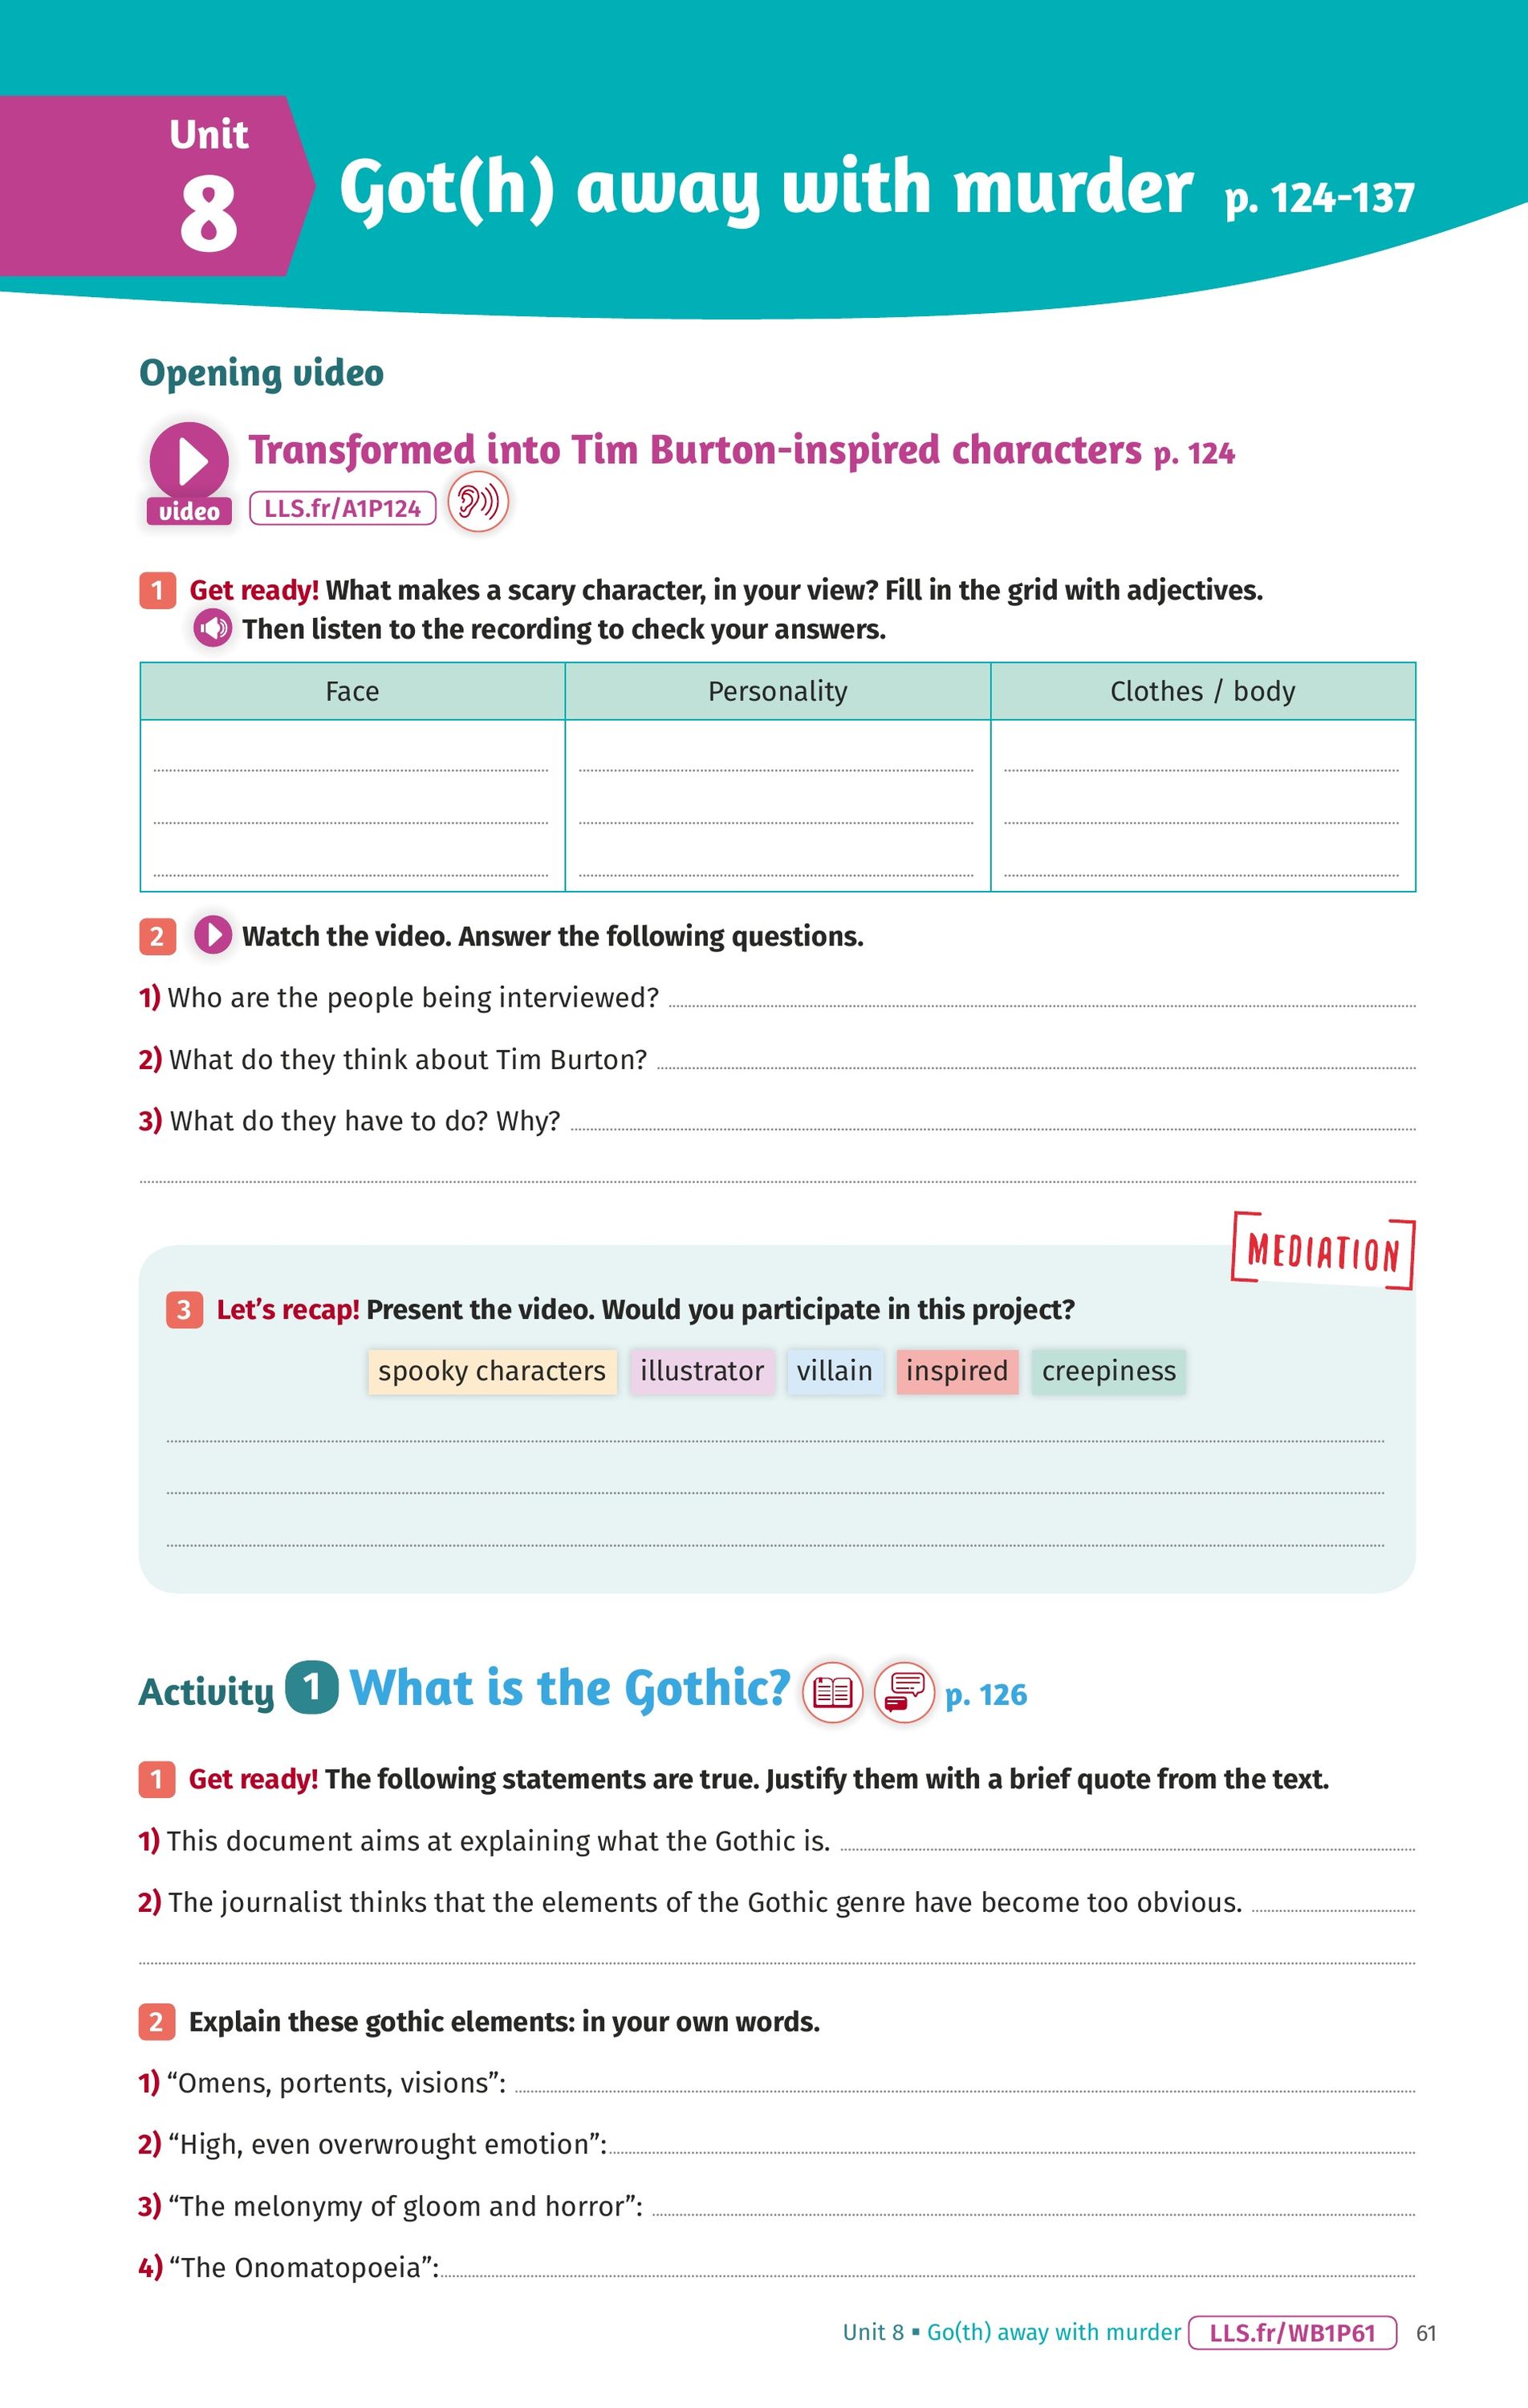 Unit
8
Got(h) away with murder p. 124-137
Opening video
Transformed into Tim Burton-inspired characters p. 124
video
LLS.fr/A1P124
1 Get ready! What makes a scary character, in your view? Fill in the grid with adjectives.
Then listen to the recording to check your answers.
Face Personality Clothes / body
2 Watch the video. Answer the following questions.
1) Who are the people being interviewed?
2) What do they think about Tim Burton?
3) What do they have to do? Why?
MEDIATION
3 Let's recap! Present the video. Would you participate in this project?
spooky characters illustrator villain inspired creepiness
Activity 1 What is the Gothic? p. 126
1 Get ready! The following statements are true. Justify them with a brief quote from the text.
1) This document aims at explaining what the Gothic is.
2) The journalist thinks that the elements of the Gothic genre have become too obvious.
2 Explain these gothic elements: in your own words.
1) “Omens, portents, visions”:
2) “High, even overwrought emotion”:
3) “The melonymy of gloom and horror”:
4) “The Onomatopoeia”:
Unit 8 ▪ Go(th) away with murder LLS.fr/WB1P61 61